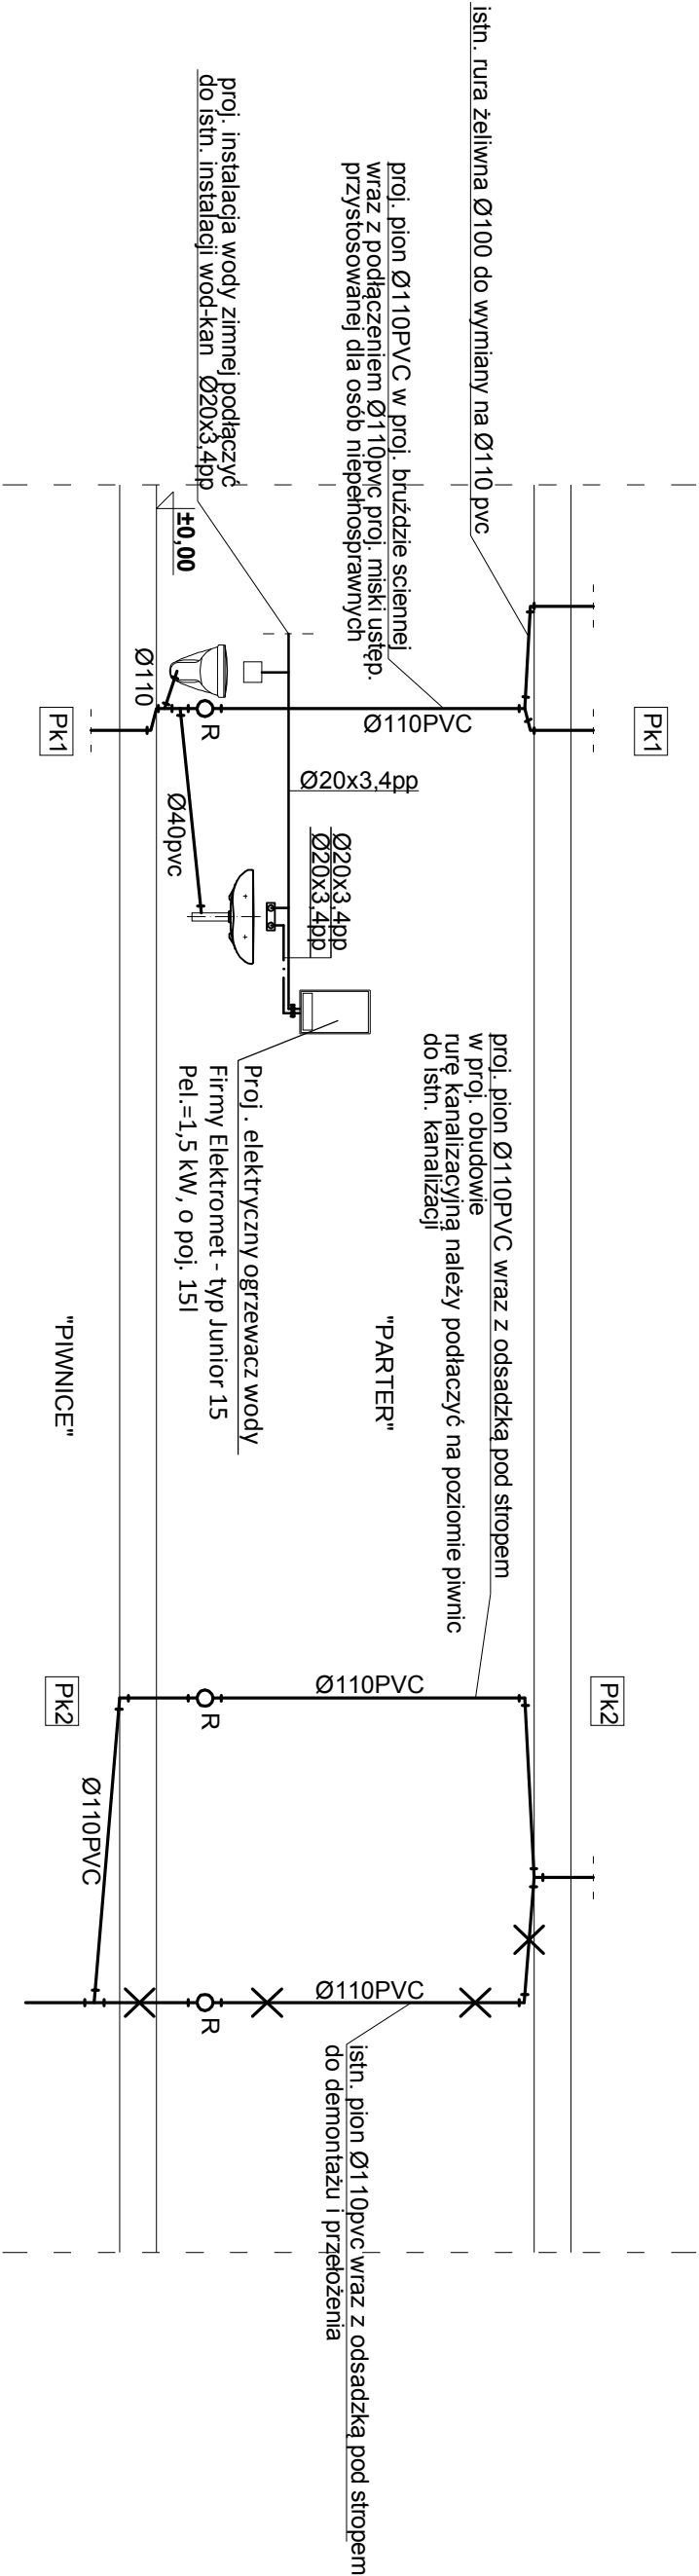 istn. rura żeliwna Ø100 do wymiany na Ø110 pvc
proj. pion Ø110PVC w proj. bruździe sciennej
wraz z podłączeniem Ø110pvc proj. miski ustęp.
przystosowanej dla osób niepełnosprawnych
proj. instalacja wody zimnej podłączyć
do istn. instalacji wod-kan Ø20x3,4pp
±0,00
Pk1
Pk1
Ø110
R
Ø110PVC
Ø40pvc
Ø20x3,4pp
Ø20x3,4pp
Ø20x3,4pp
Proj . elektryczny ogrzewacz wody
Firmy Elektromet - typ Junior 15
Pel.=1,5 kW, o poj. 15l
proj. pion Ø110PVC wraz z odsadzką pod stropem
w proj. obudowie
rurę kanalizacyjną należy podłaczyć na poziomie piwnic
do istn. kanalizacji
"PARTER"
"PIWNICE"
Pk2
Pk2
Ø110PVC
R
Ø110PVC
Ø110PVC
R
istn. pion Ø110pvc wraz z odsadzką pod stropem
do demontażu i przełożenia